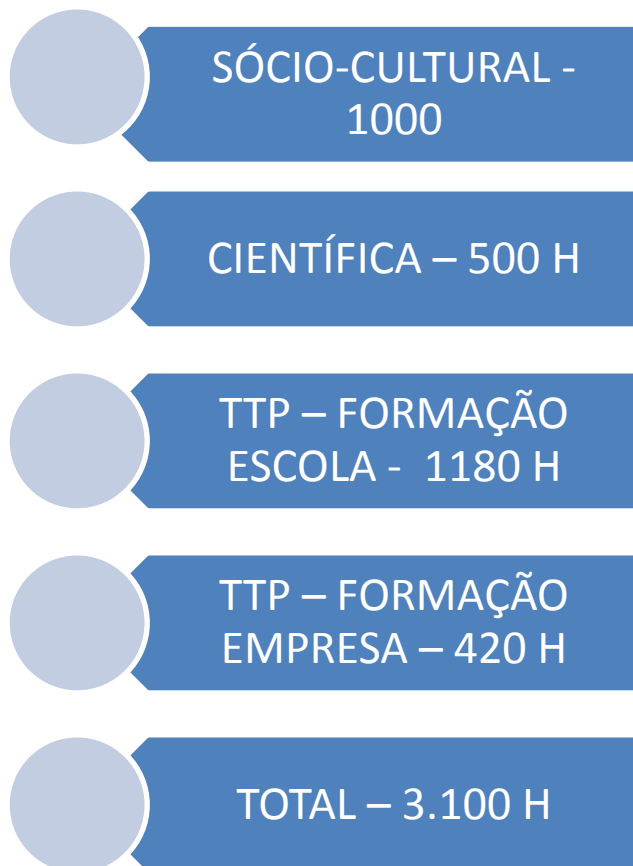 SÓCIO-CULTURAL -
1000
CIENTÍFICA – 500 H
TTP – FORMAÇÃO
ESCOLA - 1180 H
TTP – FORMAÇÃO
EMPRESA – 420 H
TOTAL – 3.100 H